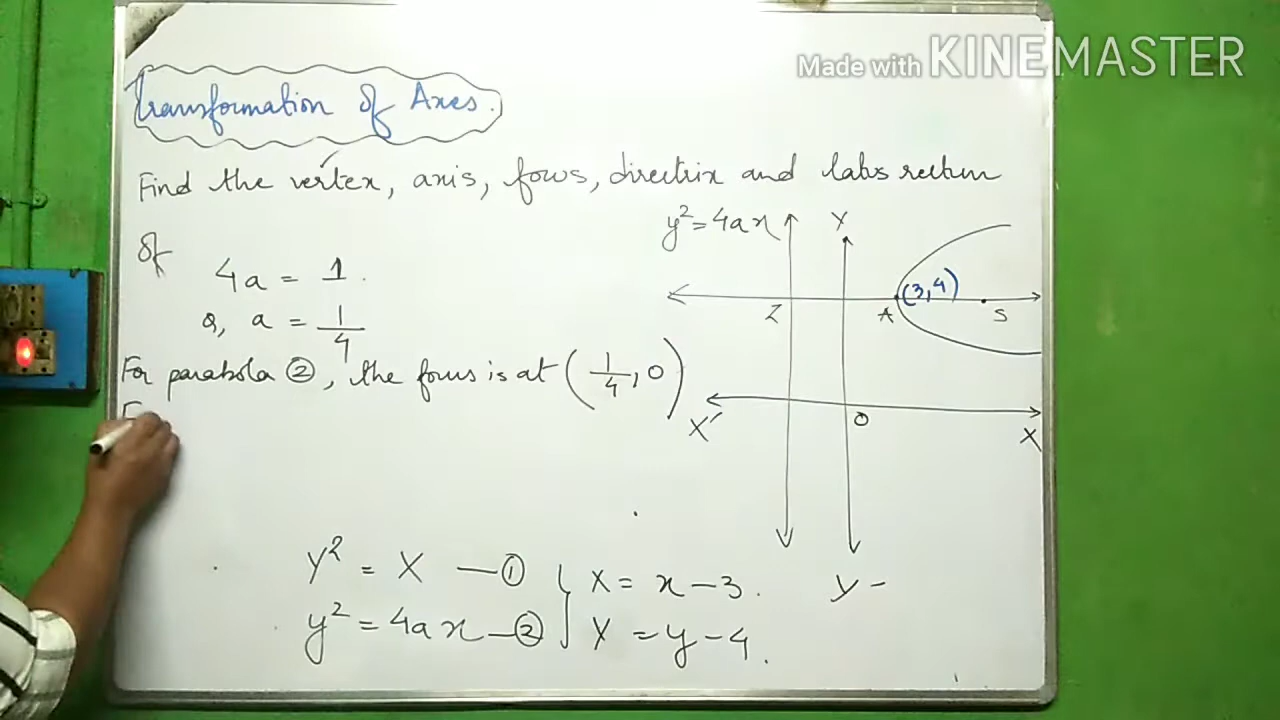 Made with KINEMASTER
Transformation of Axes.
Find the vertex, axis, focus, directrix and latus rectum
of
4a = 1.
or, a = 1/4
For parabola ②, the focus is at (1/4, 0)
F
y² = 4ax
Y
Z
A
(3,4)
S
X'
O
X
Y² = X —①
y² = 4ax —②
X = x - 3.
Y = y - 4.
y -